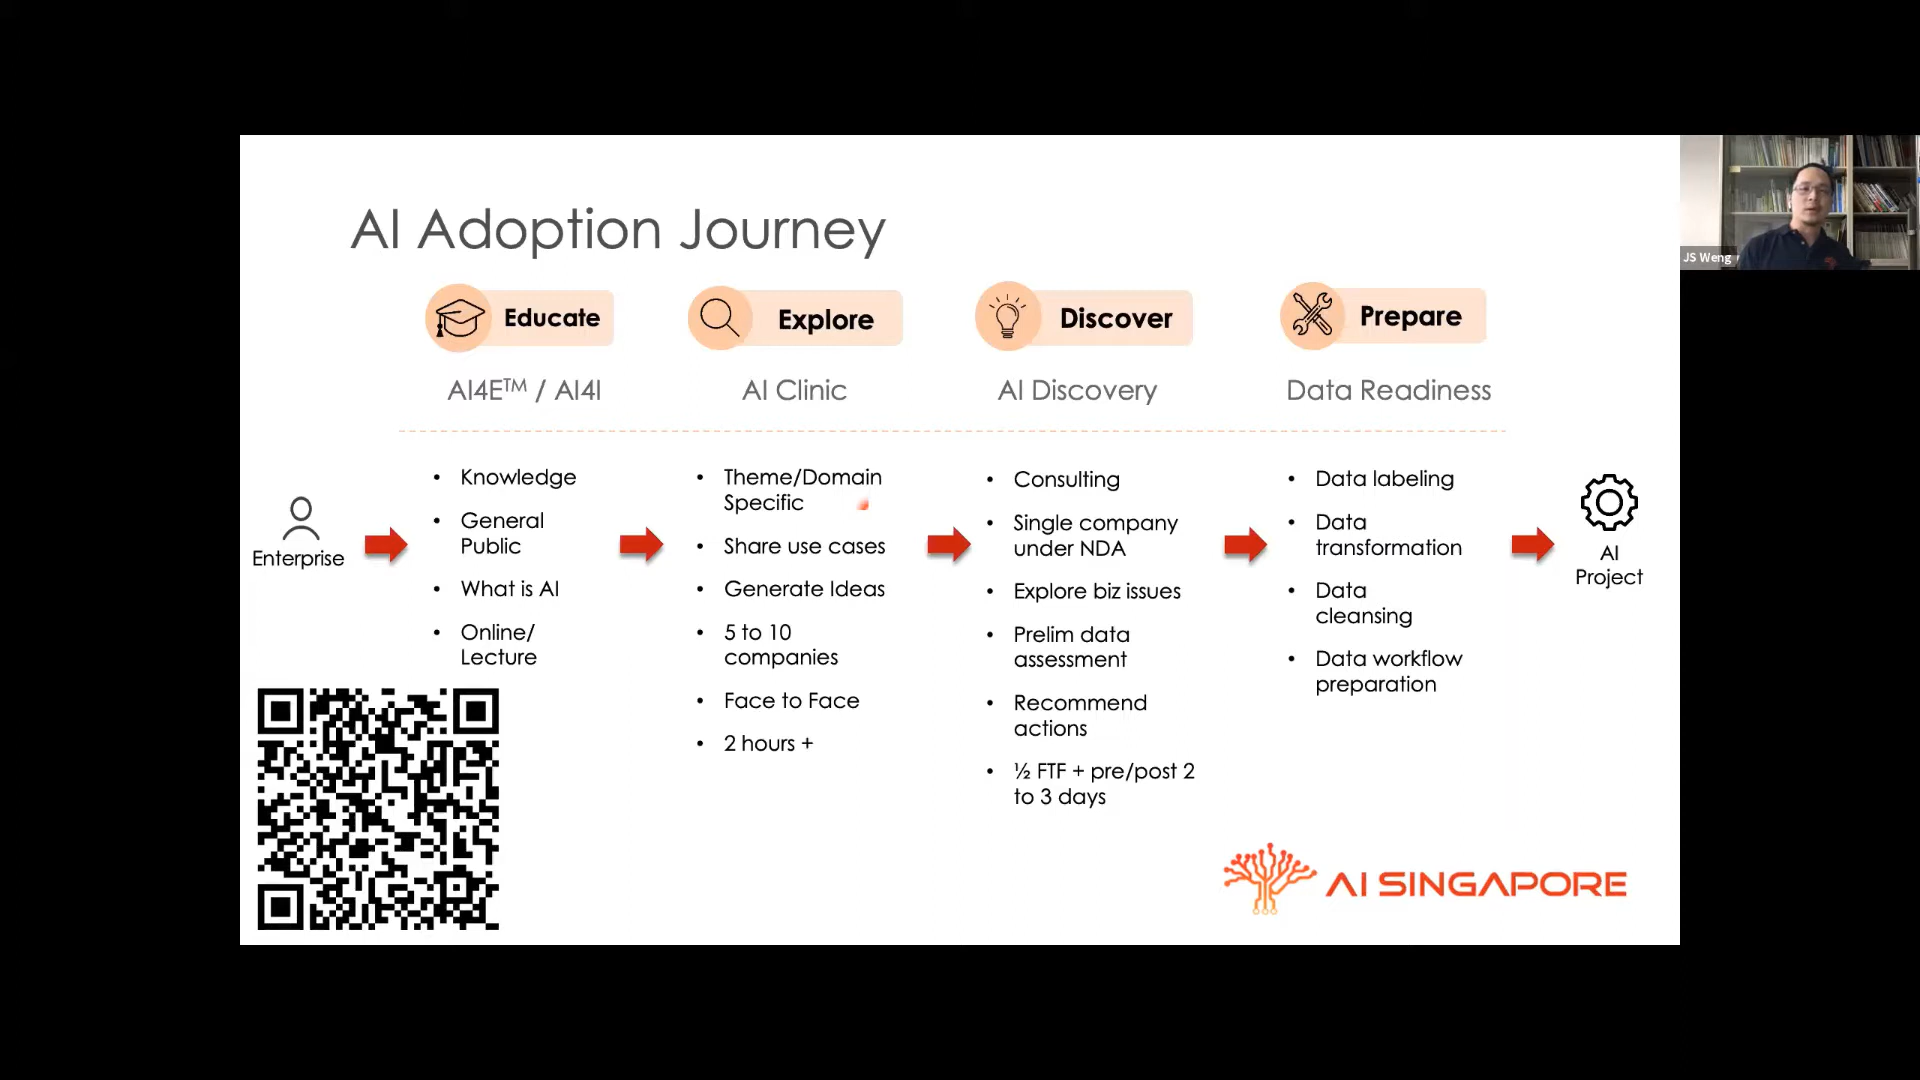 AI Adoption Journey
JS Weng
Educate
Explore
Discover
Prepare
AI4E™ / AI4I
AI Clinic
AI Discovery
Data Readiness
Enterprise
• Knowledge
• General
Public
• What is AI
• Online/
Lecture
• Theme/Domain
Specific
• Share use cases
• Generate Ideas
• 5 to 10
companies
• Face to Face
• 2 hours +
• Consulting
• Single company
under NDA
• Explore biz issues
• Prelim data
assessment
• Recommend
actions
• ½ FTF + pre/post 2
to 3 days
• Data labeling
• Data
transformation
• Data
cleansing
• Data workflow
preparation
AI
Project
AI SINGAPORE